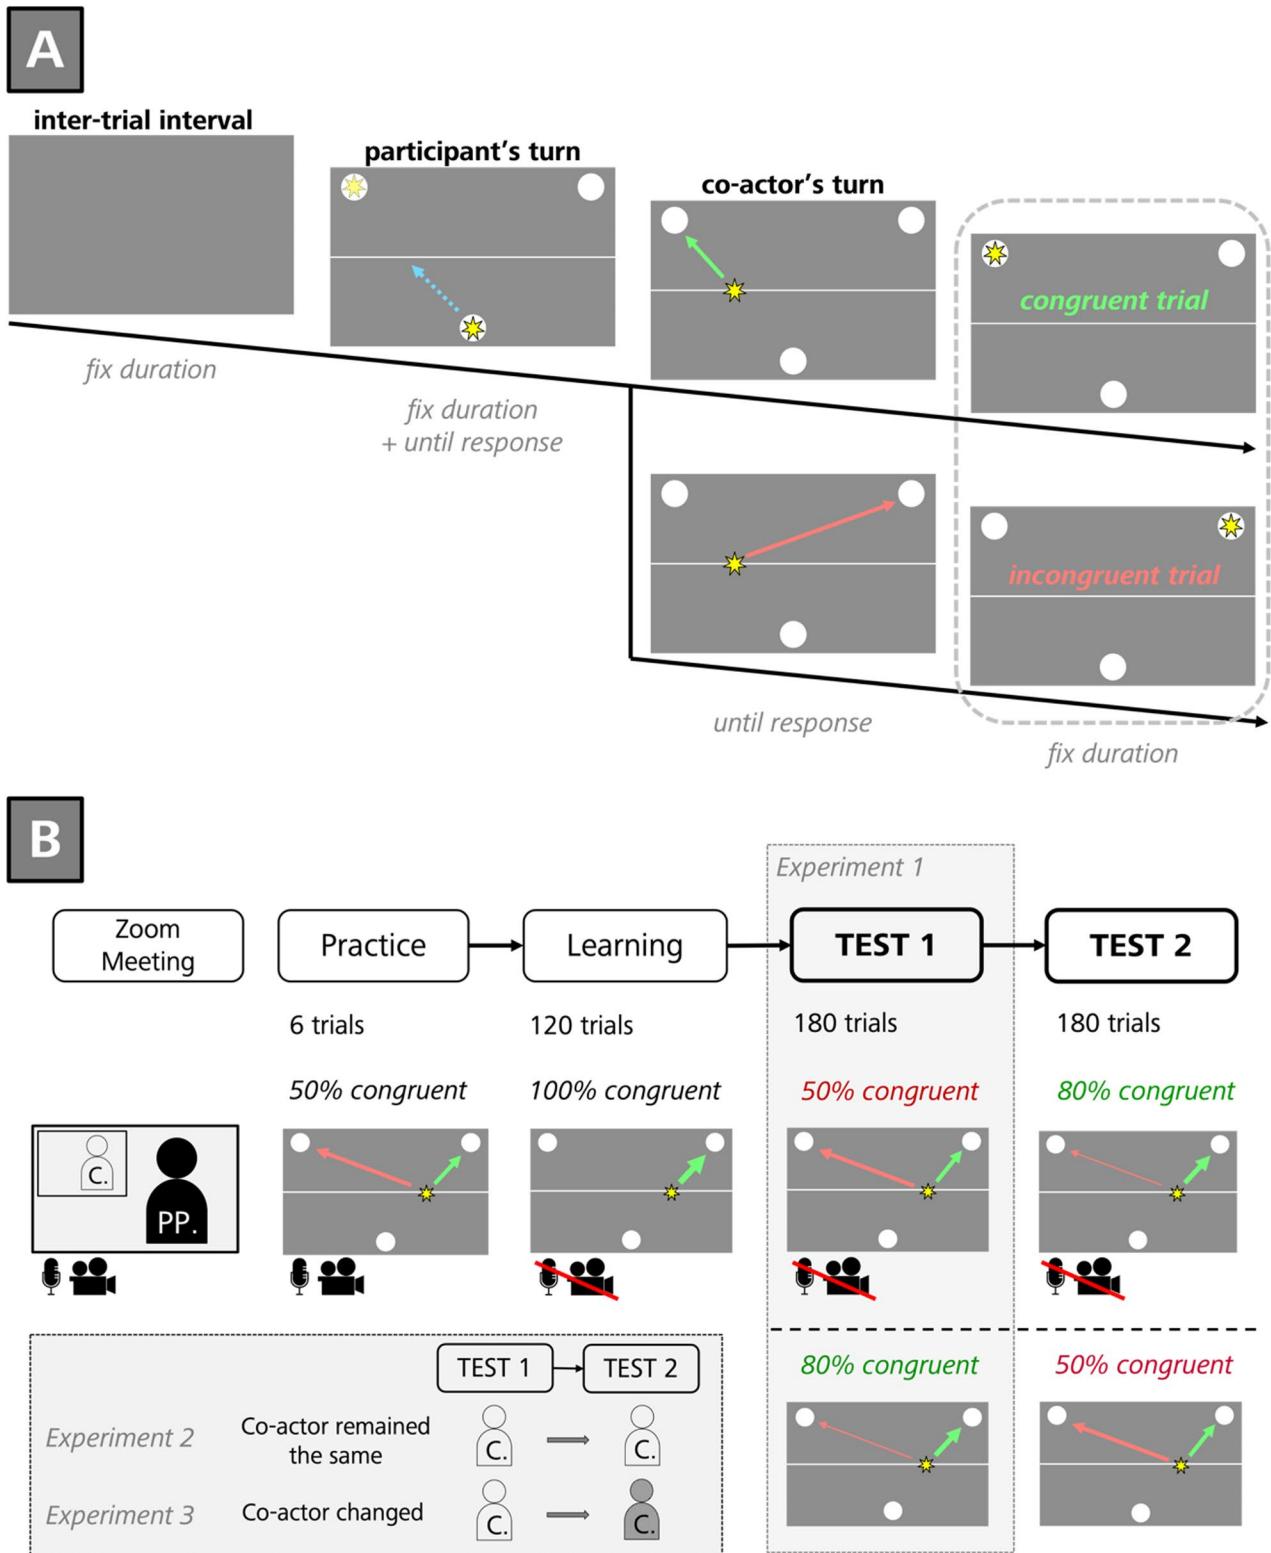 A
inter-trial interval
participant's turn
co-actor's turn
congruent trial
fix duration
fix duration
+ until response
incongruent trial
until response
fix duration
B
Experiment 1
Zoom
Meeting
Practice
Learning
TEST 1
TEST 2
6 trials
120 trials
180 trials
180 trials
50% congruent
100% congruent
50% congruent
80% congruent
C.
PP.
80% congruent
50% congruent
TEST 1
TEST 2
Experiment 2
Co-actor remained
the same
C.
C.
Experiment 3
Co-actor changed
C.
C.